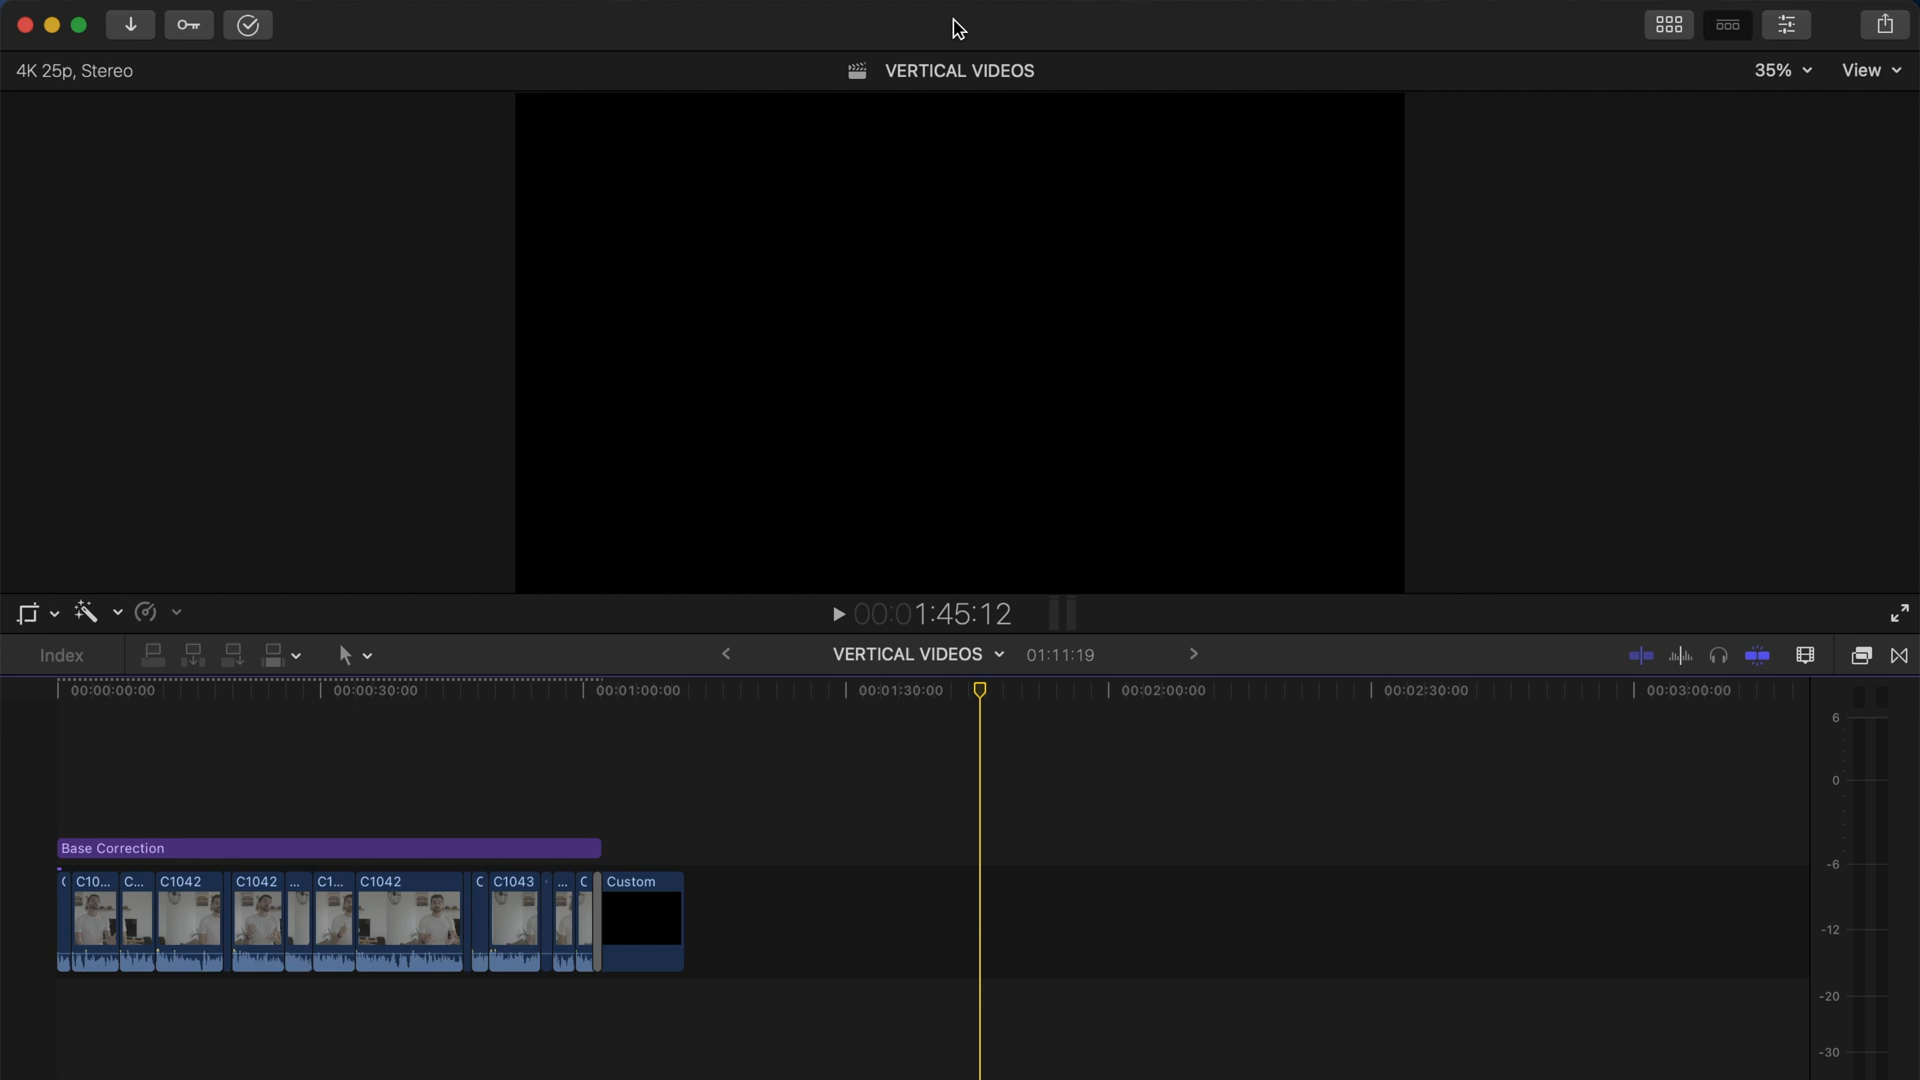 4K 25p, Stereo
VERTICAL VIDEOS
35%
View
00:01:45:12
Index
VERTICAL VIDEOS
01:11:19
00:00:00:00
00:00:30:00
00:01:00:00
00:01:30:00
00:02:00:00
00:02:30:00
00:03:00:00
6
0
-6
-12
-20
-30
Base Correction
C10...
C...
C1042
C1042
...
C1...
C1042
C
C1043
...
C
Custom